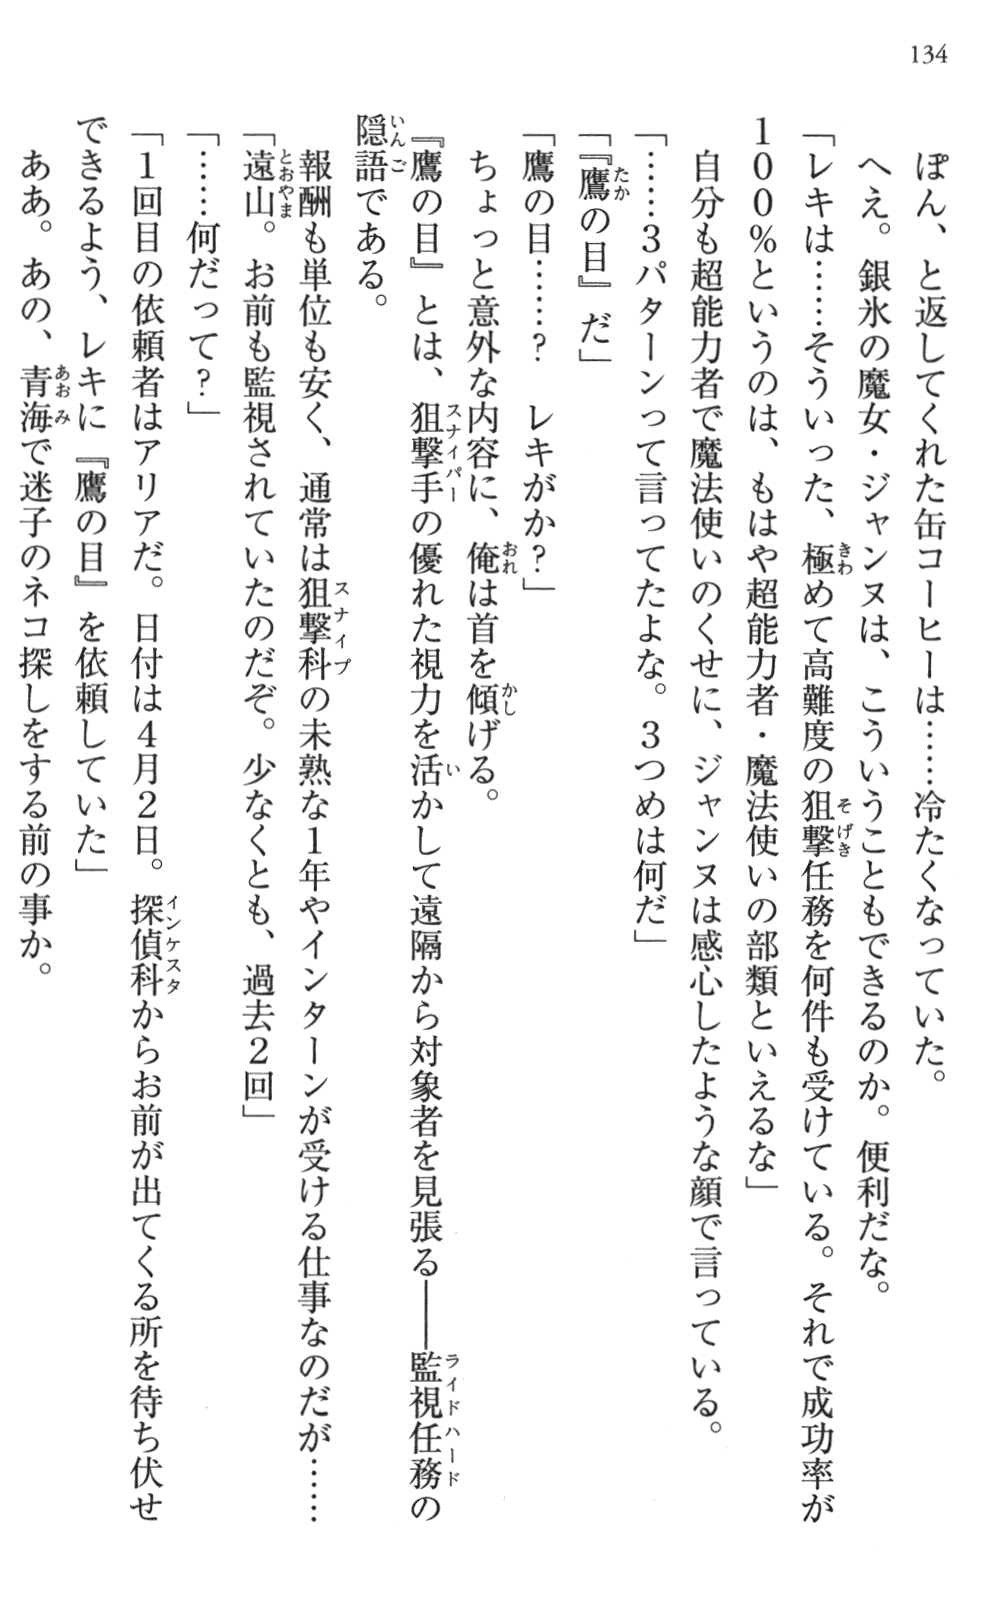 134
ぽん、と返してくれた缶コーヒーは……冷たくなっていた。
へえ。銀氷の魔女・ジャンヌは、こういうこともできるのか。便利だな。
「レキは……そういった、極めて高難度の狙撃任務を何件も受けている。それで成功率が
100%というのは、もはや超能力者・魔法使いの部類といえるな」
自分も超能力者で魔法使いのくせに、ジャンヌは感心したような顔で言っている。
「……3パターンって言ってたよな。3つめは何だ」
「『鷹の目』だ」
「鷹の目……? レキがか?」
ちょっと意外な内容に、俺は首を傾げる。
『鷹の目』とは、狙撃手の優れた視力を活かして遠隔から対象者を見張る――監視任務の
隠語である。
報酬も単位も安く、通常は狙撃科の未熟な1年やインターンが受ける仕事なのだが……
「遠山。お前も監視されていたのだぞ。少なくとも、過去2回」
「……何だって?」
「1回目の依頼者はアリアだ。日付は4月2日。探偵科からお前が出てくる所を待ち伏せ
できるよう、レキに『鷹の目』を依頼していた」
ああ。あの、青海で迷子のネコ探しをする前の事か。